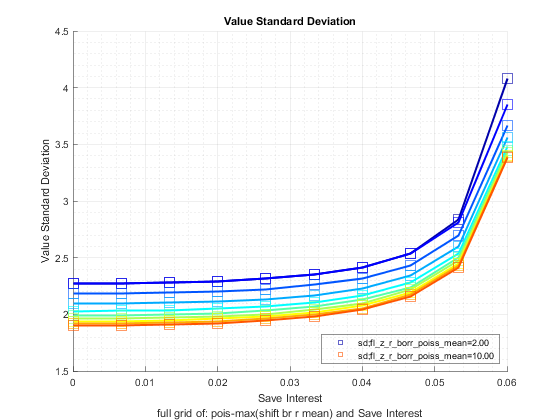 Value Standard Deviation
Value Standard Deviation
4.5
4
3.5
3
2.5
2
1.5
0
0.01
0.02
0.03
0.04
0.05
0.06
sd;fl_z_r_borr_poiss_mean=2.00
sd;fl_z_r_borr_poiss_mean=10.00
Save Interest
full grid of: pois-max(shift br r mean) and Save Interest